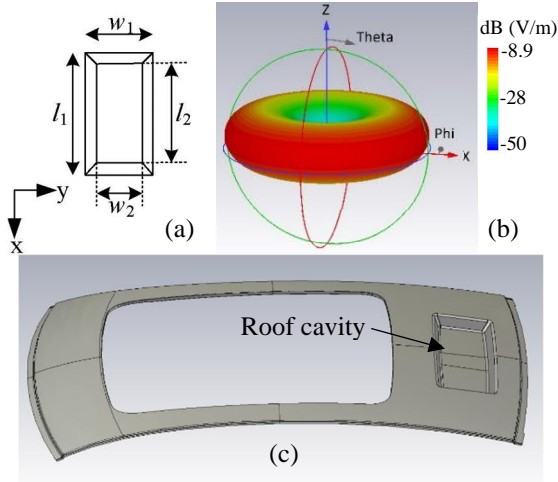 w1
l1
l2
w2
y
x
(a)
Z
Theta
Phi
X
(b)
dB (V/m)
-8.9
-28
-50
Roof cavity
(c)